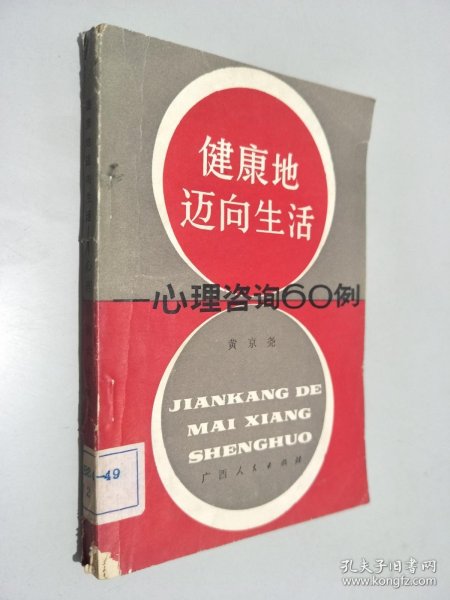 健康地
迈向生活
—心理咨询60例
黄京尧
JIANKANG DE
MAI XIANG
SHENGHUO
广西人民出版社
-49
2
孔夫子旧书网
www.kongfz.com